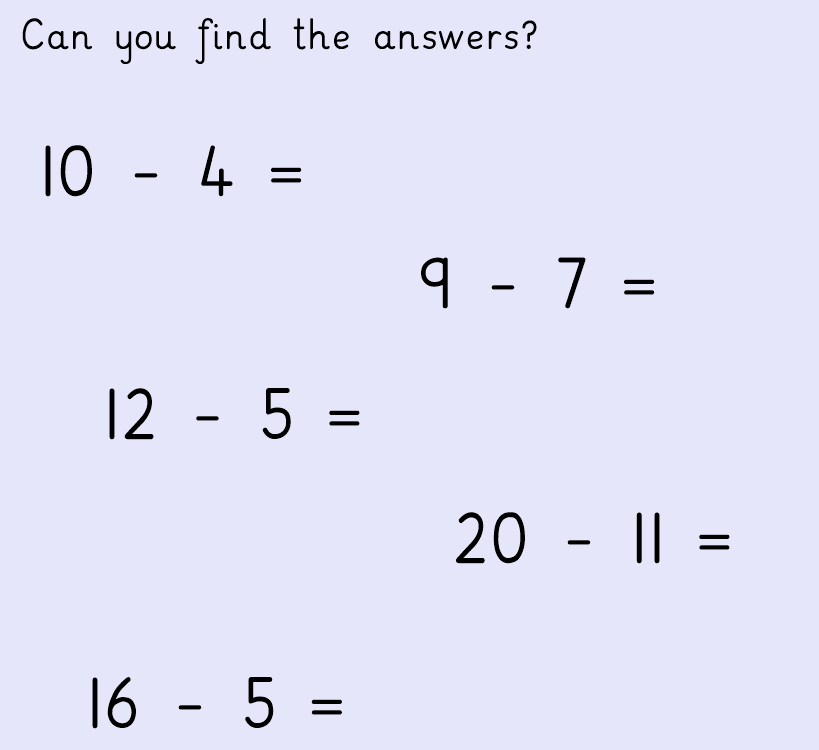 Can you find the answers?
10 - 4 =
9 - 7 =
12 - 5 =
20 - 11 =
16 - 5 =